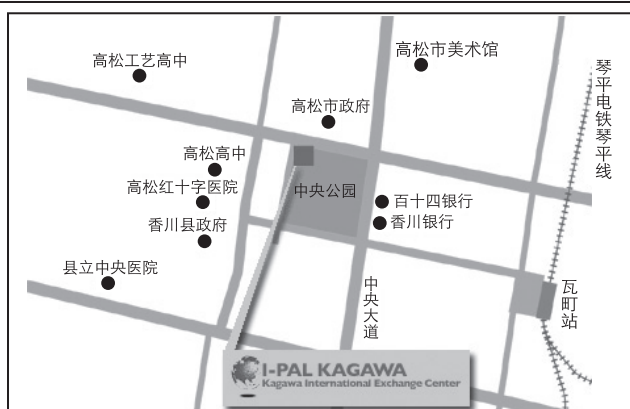 高松工艺高中
高松市美术馆
琴平电铁琴平线
高松市政府
高松高中
高松红十字医院
中央公园
百十四银行
香川县政府
香川银行
县立中央医院
中央大道
瓦町站
I-PAL KAGAWA
Kagawa International Exchange Center